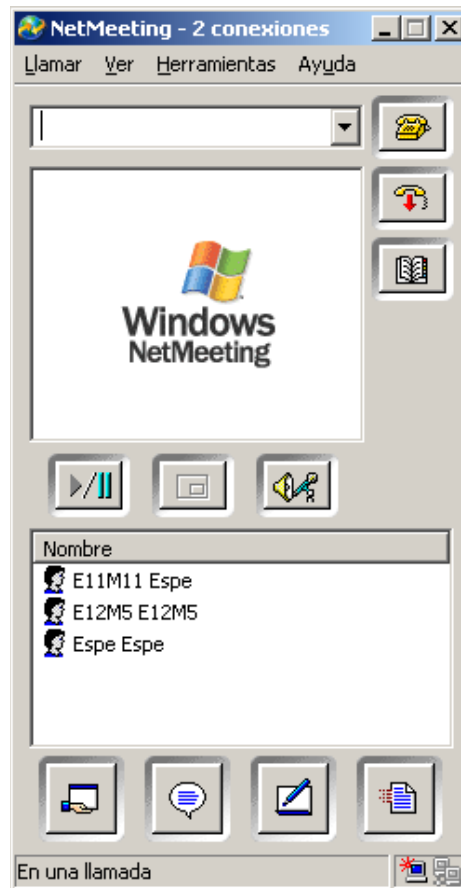 NetMeeting - 2 conexiones
Llamar Ver Herramientas Ayuda
Windows
NetMeeting
Nombre
E11M11 Espe
E12M5 E12M5
Espe Espe
En una llamada